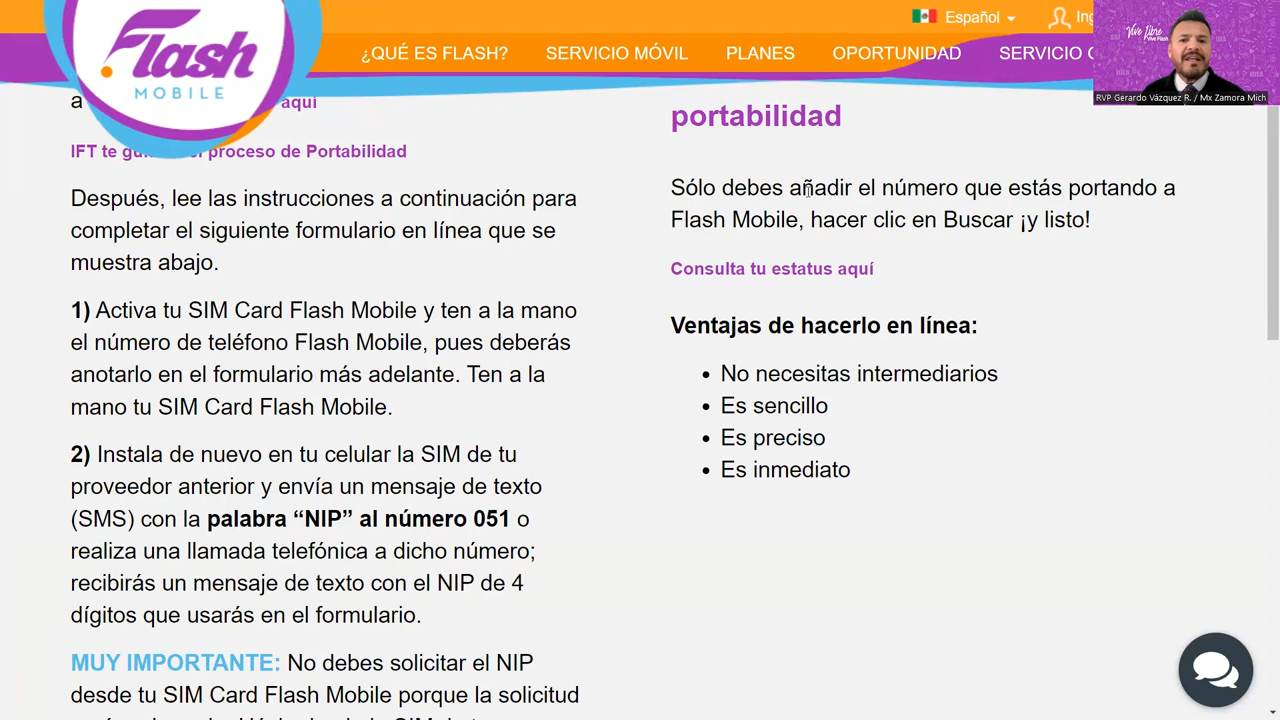 Español
Ing
Flash
MOBILE
¿QUÉ ES FLASH?
SERVICIO MÓVIL
PLANES
OPORTUNIDAD
SERVICIO C
Vive Libre
Vive Flash
RVP Gerardo Vázquez R. / Mx Zamora Mich
a
aquí
IFT te gu
proceso de Portabilidad
Después, lee las instrucciones a continuación para
completar el siguiente formulario en línea que se
muestra abajo.
1) Activa tu SIM Card Flash Mobile y ten a la mano
el número de teléfono Flash Mobile, pues deberás
anotarlo en el formulario más adelante. Ten a la
mano tu SIM Card Flash Mobile.
2) Instala de nuevo en tu celular la SIM de tu
proveedor anterior y envía un mensaje de texto
(SMS) con la palabra “NIP” al número 051 o
realiza una llamada telefónica a dicho número;
recibirás un mensaje de texto con el NIP de 4
dígitos que usarás en el formulario.
MUY IMPORTANTE: No debes solicitar el NIP
desde tu SIM Card Flash Mobile porque la solicitud
portabilidad
Sólo debes añadir el número que estás portando a
Flash Mobile, hacer clic en Buscar ¡y listo!
Consulta tu estatus aquí
Ventajas de hacerlo en línea:
• No necesitas intermediarios
• Es sencillo
• Es preciso
• Es inmediato